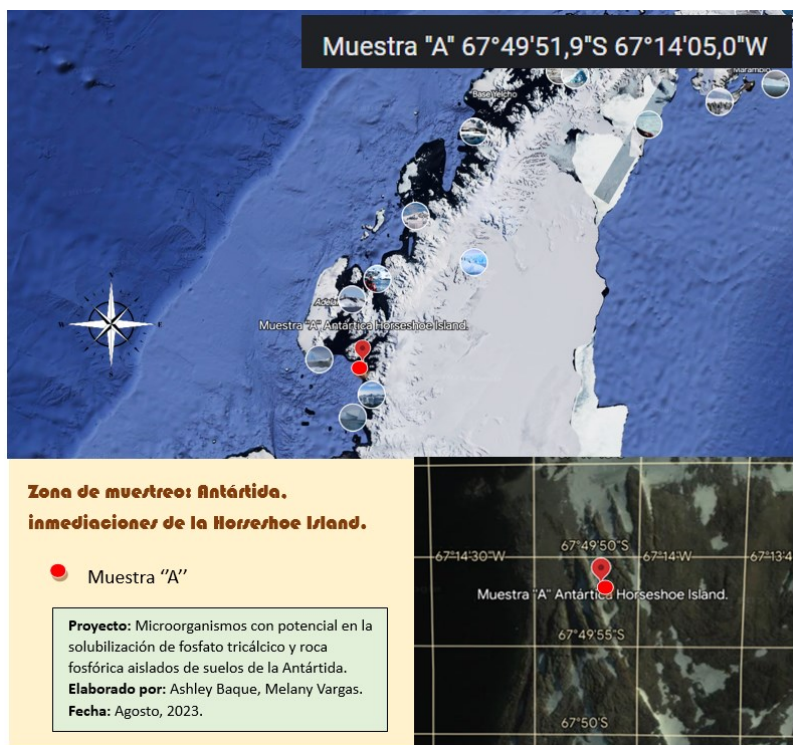 Muestra "A" 67°49'51,9"S 67°14'05,0"W
Marambio
Muestra "A" Antártica Horseshoe Island.
Zona de muestreo: Antártida,
inmediaciones de la Horseshoe Island.
Muestra “A”
Proyecto: Microorganismos con potencial en la
solubilización de fosfato tricálcico y roca
fosfórica aislados de suelos de la Antártida.
Elaborado por: Ashley Baque, Melany Vargas.
Fecha: Agosto, 2023.
67°49'50"S
67°14'30"W
67°14'W
67°13'4
Muestra "A" Antártica Horseshoe Island.
67°49'55"S
67°50'S